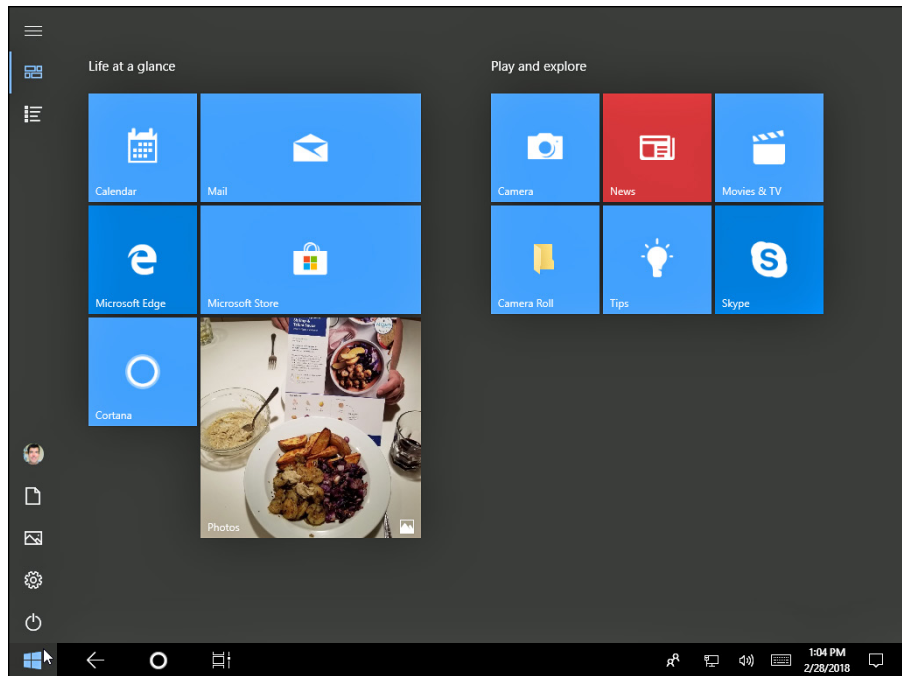 Life at a glance
Play and explore
Calendar
Mail
Camera
News
Movies & TV
Microsoft Edge
Microsoft Store
Camera Roll
Tips
Skype
Cortana
Photos
1:04 PM
2/28/2018